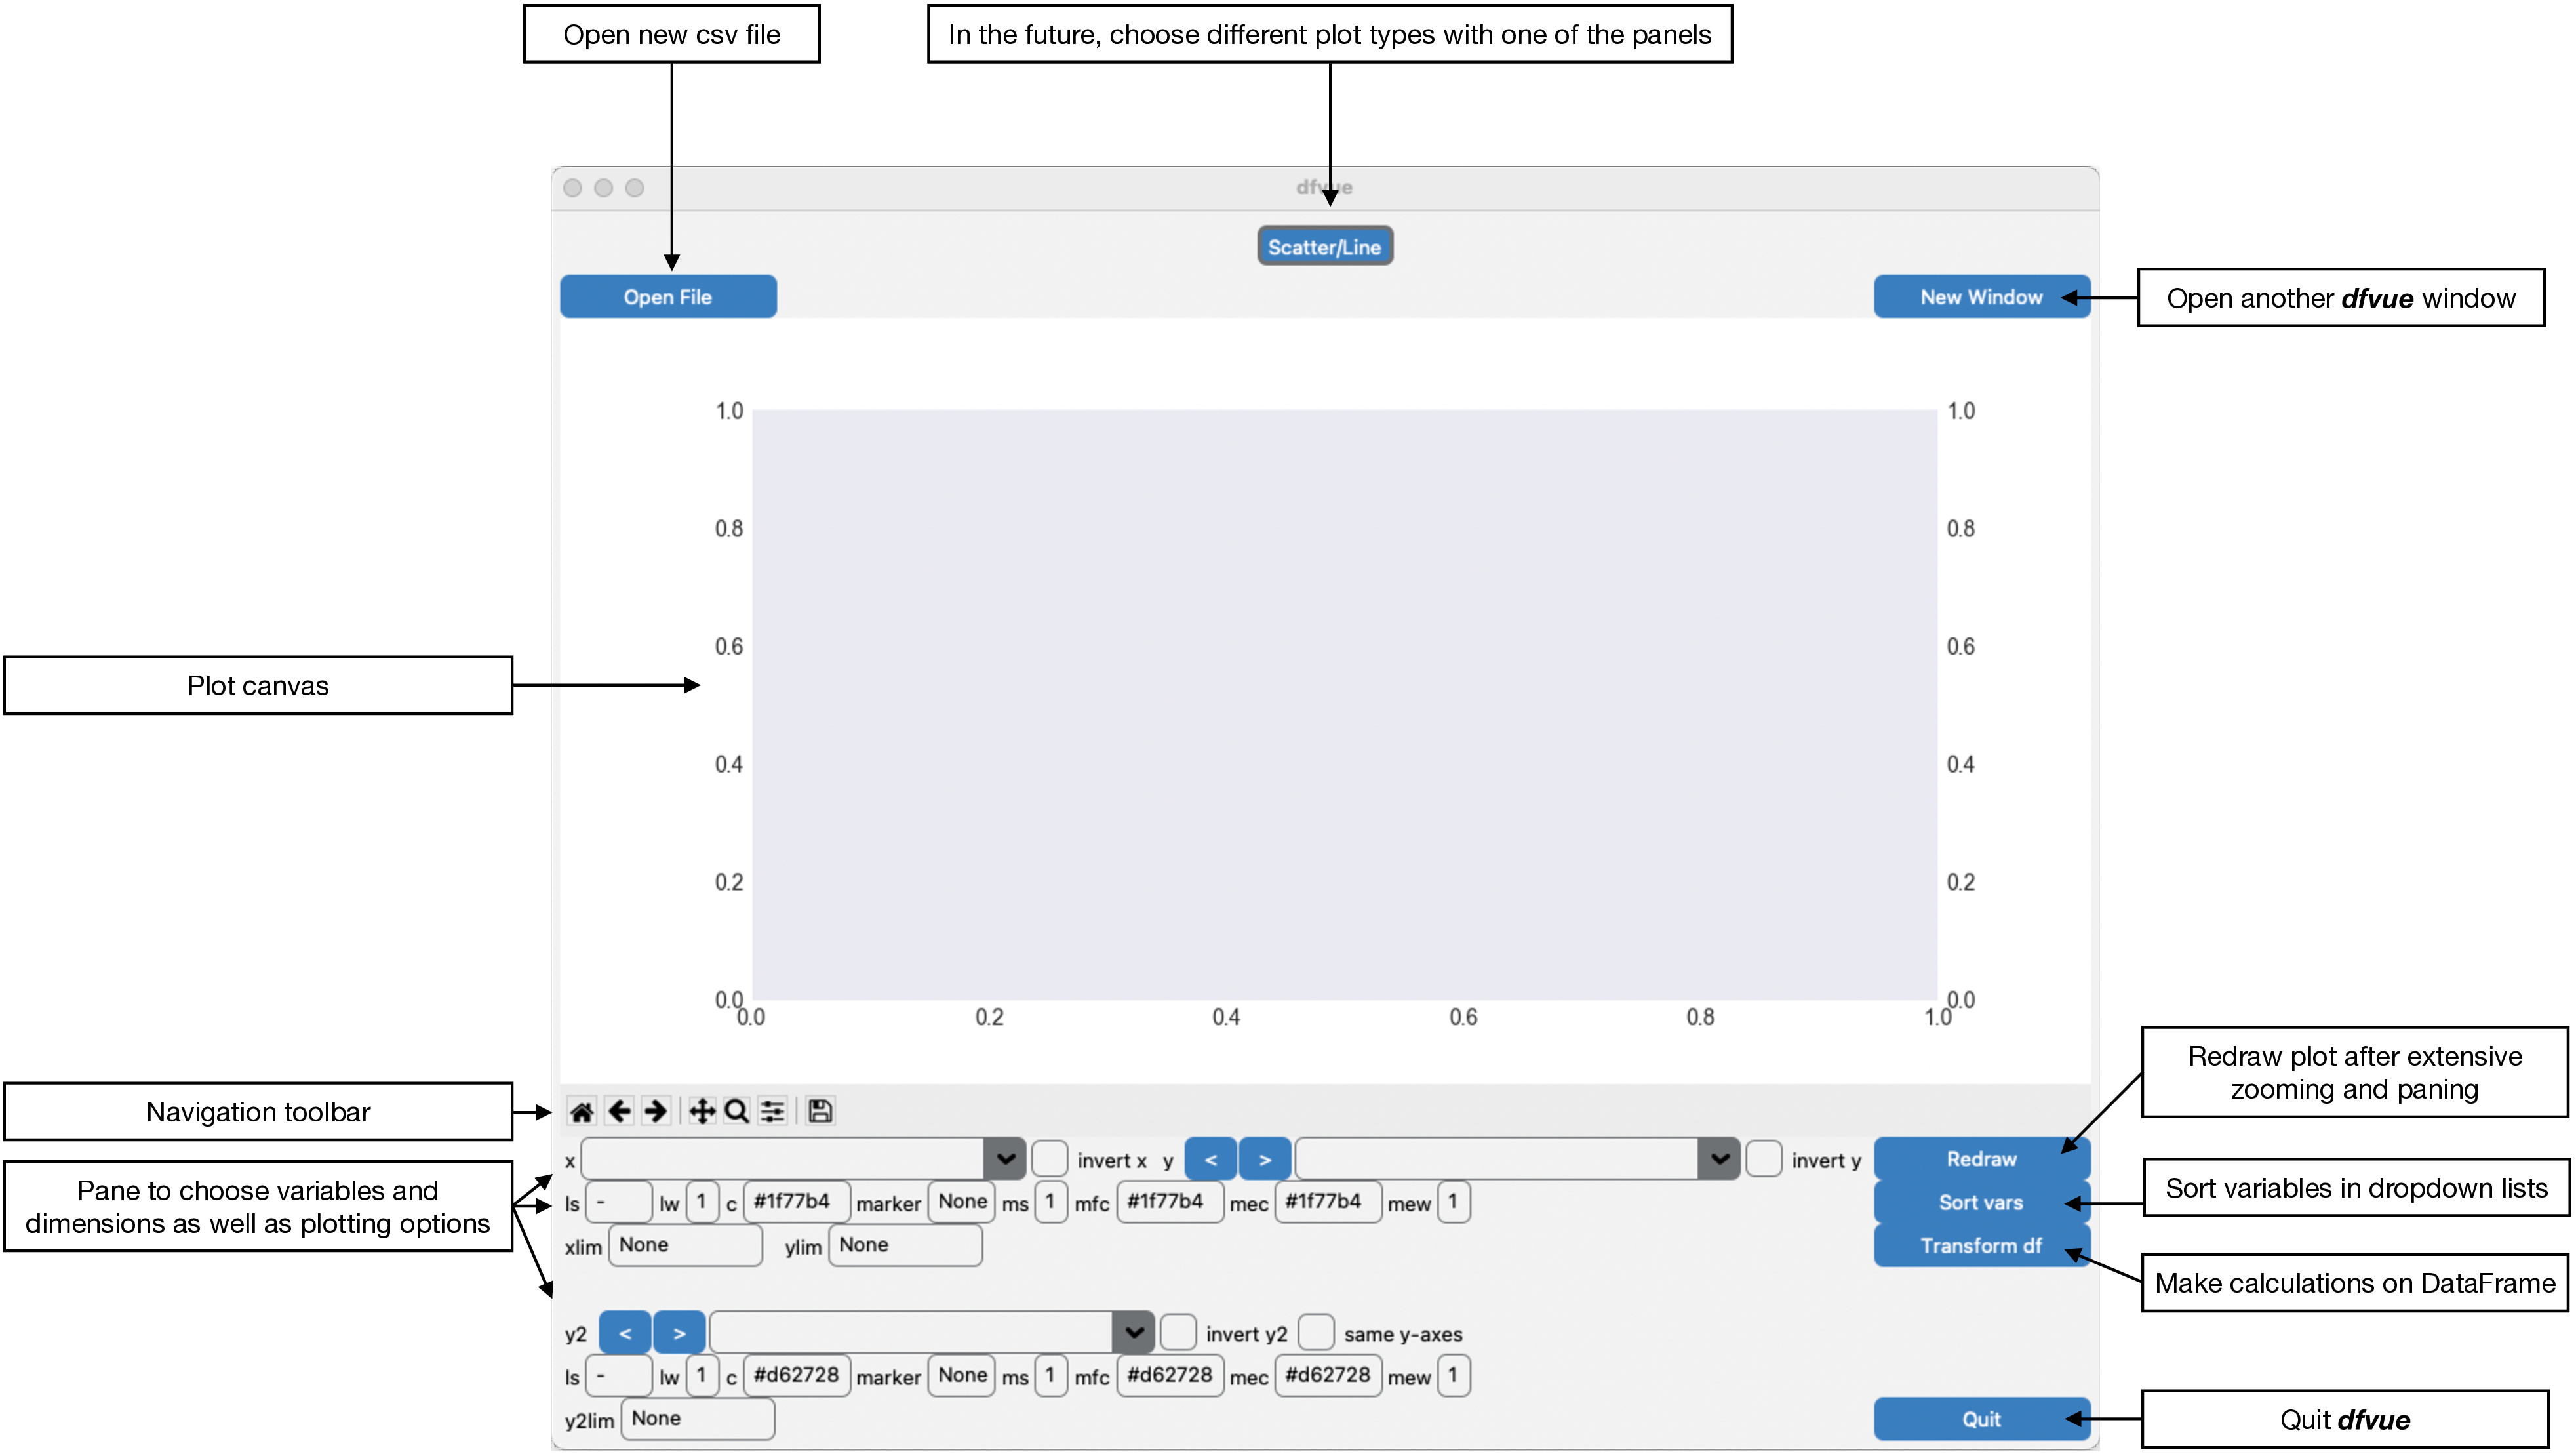 Open new csv file
In the future, choose different plot types with one of the panels
dfvue
Scatter/Line
Open File
New Window
Open another dfvue window
1.0
1.0
0.8
0.8
0.6
0.6
Plot canvas
0.4
0.4
0.2
0.2
0.0
0.0
0.0 0.2 0.4 0.6 0.8 1.0
Redraw plot after extensive
zooming and paning
Navigation toolbar
x invert x y < > invert y
Redraw
Pane to choose variables and
dimensions as well as plotting options
ls - lw 1 c #1f77b4 marker None ms 1 mfc #1f77b4 mec #1f77b4 mew 1
Sort vars
Sort variables in dropdown lists
xlim None ylim None
Transform df
Make calculations on DataFrame
y2 < > invert y2 same y-axes
ls - lw 1 c #d62728 marker None ms 1 mfc #d62728 mec #d62728 mew 1
y2lim None
Quit
Quit dfvue